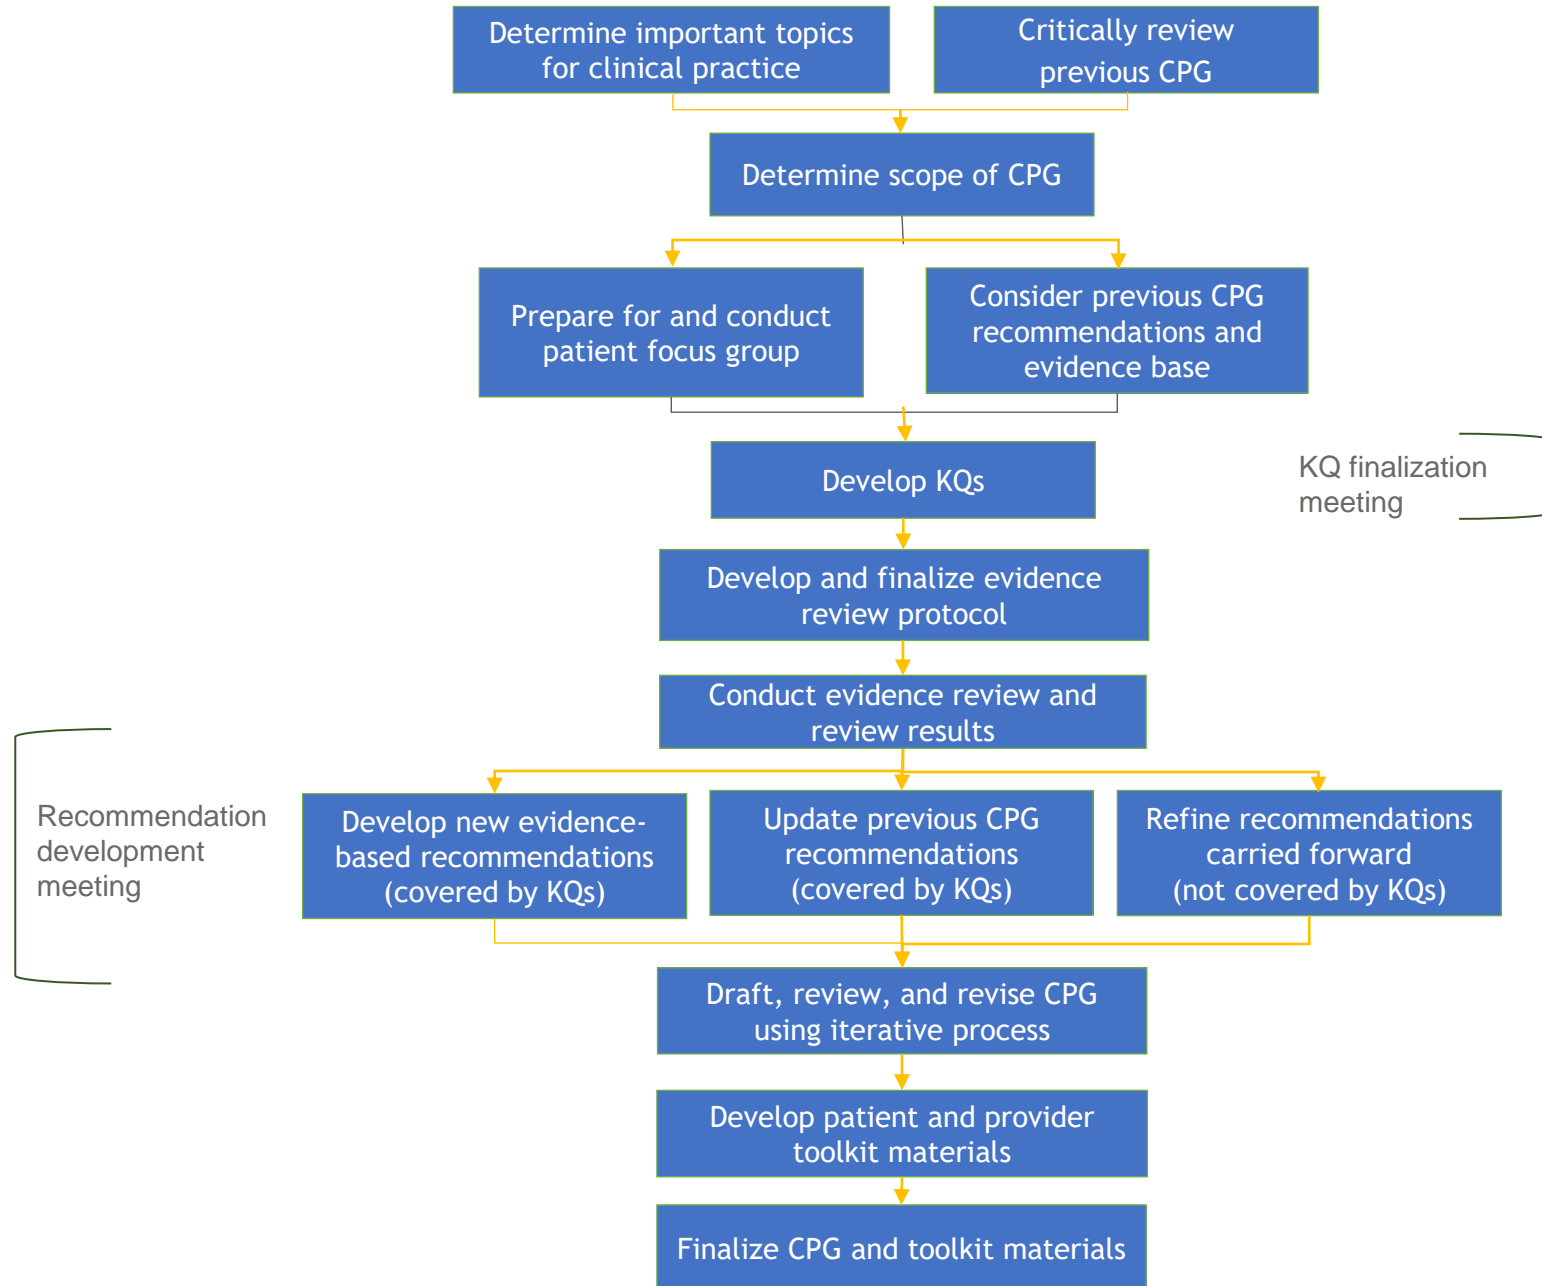 Determine important topics
for clinical practice
Critically review
previous CPG
Determine scope of CPG
Prepare for and conduct
patient focus group
Consider previous CPG
recommendations and
evidence base
Develop KQs
KQ finalization
meeting
Develop and finalize evidence
review protocol
Conduct evidence review and
review results
Recommendation
development
meeting
Develop new evidence-
based recommendations
(covered by KQs)
Update previous CPG
recommendations
(covered by KQs)
Refine recommendations
carried forward
(not covered by KQs)
Draft, review, and revise CPG
using iterative process
Develop patient and provider
toolkit materials
Finalize CPG and toolkit materials